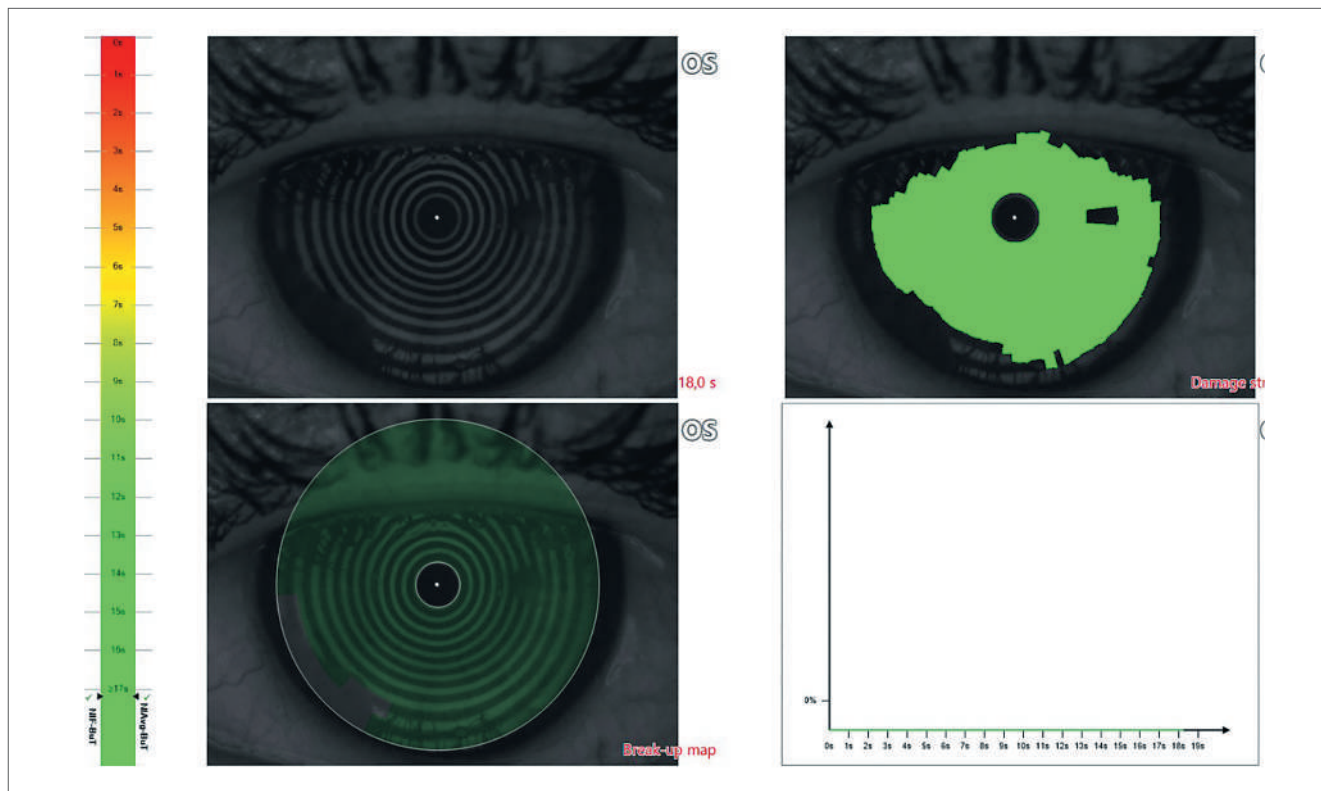 0s
1s
2s
3s
4s
5s
6s
7s
8s
9s
10s
11s
12s
13s
14s
15s
16s
≥17s
NIF-BuT
NIAvg-BuT
OS
18,0 s
Damage str
OS
Break-up map
0%
0s 1s 2s 3s 4s 5s 6s 7s 8s 9s 10s 11s 12s 13s 14s 15s 16s 17s 18s 19s